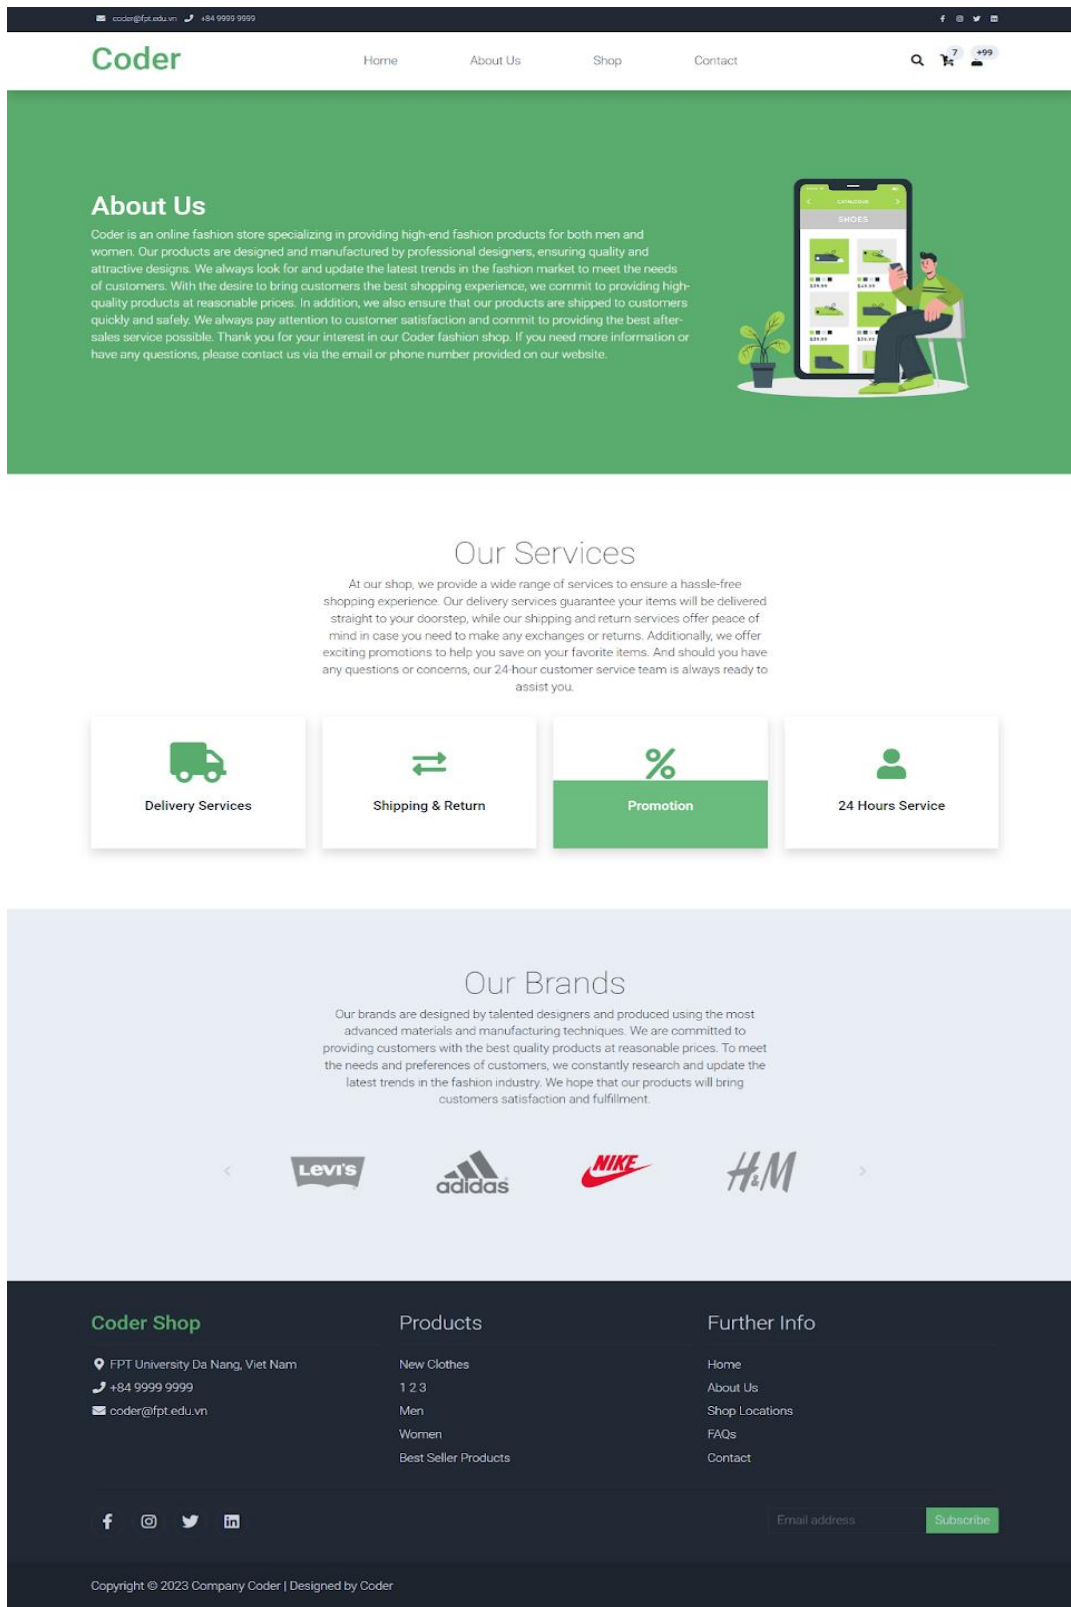 coder@fpt.edu.vn +84 9999 9999
Coder
Home About Us Shop Contact
7 +99
About Us
Coder is an online fashion store specializing in providing high-end fashion products for both men and
women. Our products are designed and manufactured by professional designers, ensuring quality and
attractive designs. We always look for and update the latest trends in the fashion market to meet the needs
of customers. With the desire to bring customers the best shopping experience, we commit to providing high-
quality products at reasonable prices. In addition, we also ensure that our products are shipped to customers
quickly and safely. We always pay attention to customer satisfaction and commit to providing the best after-
sales service possible. Thank you for your interest in our Coder fashion shop. If you need more information or
have any questions, please contact us via the email or phone number provided on our website.
CATALOGUE
SHOES
Our Services
At our shop, we provide a wide range of services to ensure a hassle-free
shopping experience. Our delivery services guarantee your items will be delivered
straight to your doorstep, while our shipping and return services offer peace of
mind in case you need to make any exchanges or returns. Additionally, we offer
exciting promotions to help you save on your favorite items. And should you have
any questions or concerns, our 24-hour customer service team is always ready to
assist you.
Delivery Services
Shipping & Return
Promotion
24 Hours Service
Our Brands
Our brands are designed by talented designers and produced using the most
advanced materials and manufacturing techniques. We are committed to
providing customers with the best quality products at reasonable prices. To meet
the needs and preferences of customers, we constantly research and update the
latest trends in the fashion industry. We hope that our products will bring
customers satisfaction and fulfillment.
LEVI'S adidas NIKE H&M
Coder Shop
FPT University Da Nang, Viet Nam
+84 9999 9999
coder@fpt.edu.vn
Products
New Clothes
1 2 3
Men
Women
Best Seller Products
Further Info
Home
About Us
Shop Locations
FAQs
Contact
Email address Subscribe
Copyright © 2023 Company Coder | Designed by Coder